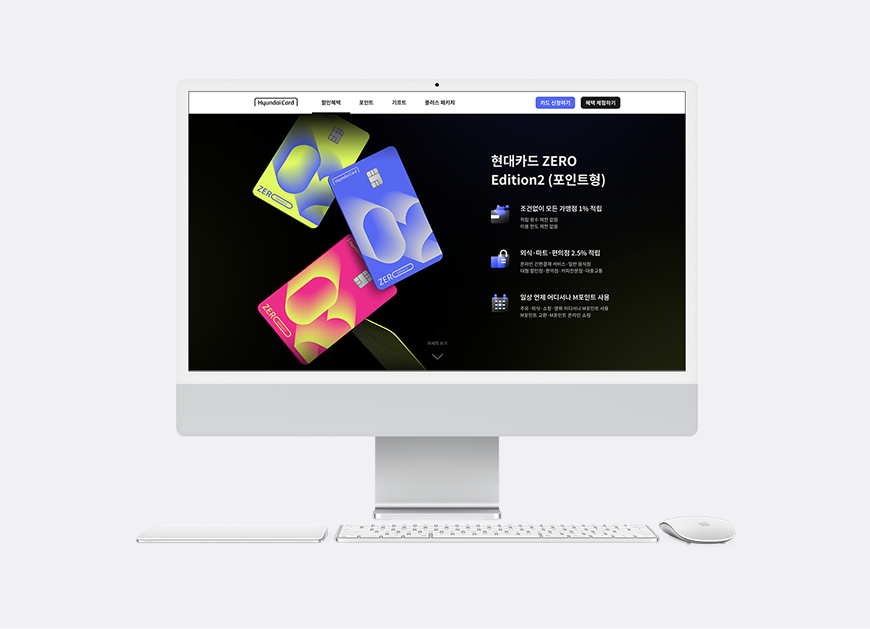 Hyundai Card
할인혜택 포인트 기프트 플러스 패키지
카드 신청하기 혜택 체험하기
현대카드 ZERO
Edition2 (포인트형)
조건없이 모든 가맹점 1% 적립
적립 횟수 제한 없음
이용 한도 제한 없음
외식·마트·편의점 2.5% 적립
온라인 간편결제 서비스·일반 음식점
대형 할인점·편의점·커피전문점·대중교통
일상 언제 어디서나 M포인트 사용
주유·외식·쇼핑·영화 어디서나 M포인트 사용
M포인트 교환·M포인트 온라인 쇼핑
자세히 보기
ZERO
HyundaiCard
ZERO
ZERO